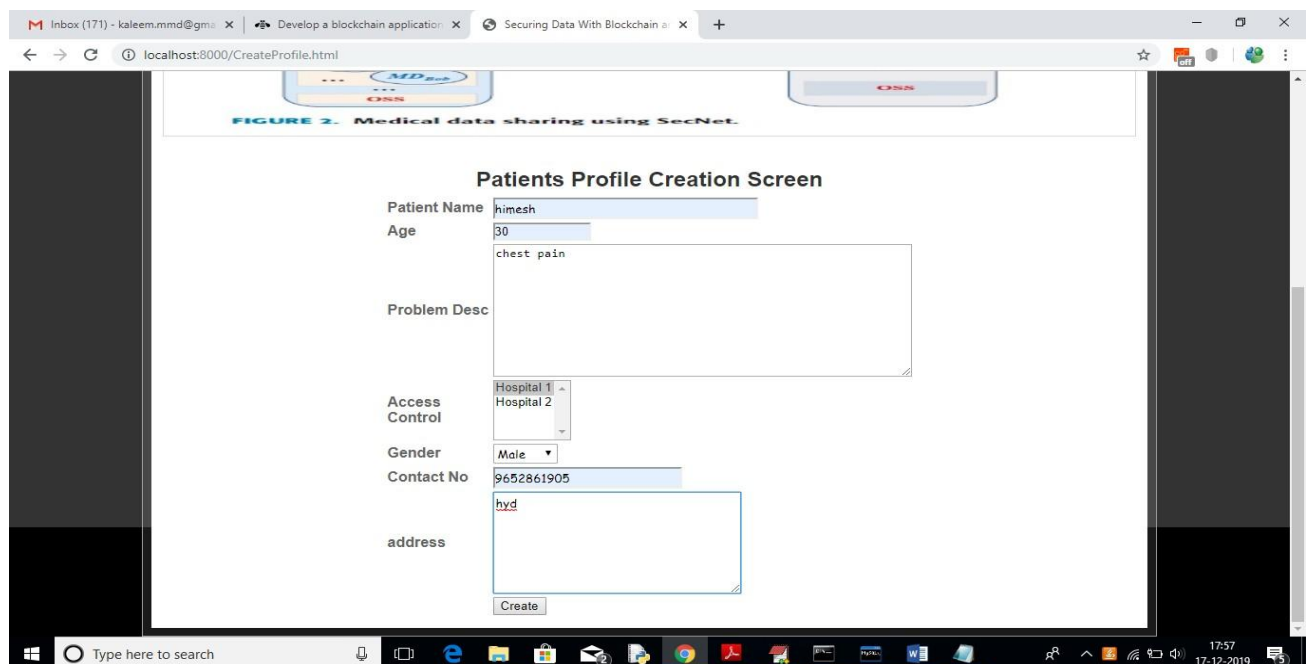 Inbox (171) - kaleem.mmd@gma
Develop a blockchain application
Securing Data With Blockchain a
localhost:8000/CreateProfile.html
off
...
MD Bob
...
OSS
OSS
FIGURE 2. Medical data sharing using SecNet.
Patients Profile Creation Screen
Patient Name himesh
Age 30
chest pain
Problem Desc
Hospital 1
Hospital 2
Access
Control
Gender Male
Contact No 9652861905
hyd
address
Create
Type here to search
17:57
17-12-2019